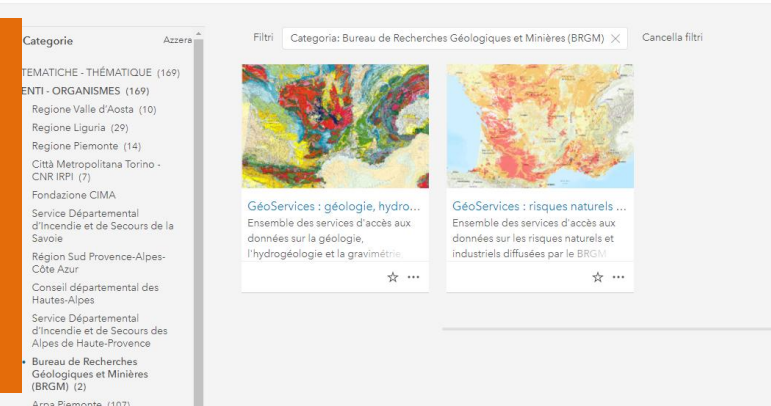 Categorie
Azzera
TEMATICHE - THÉMATIQUE (169)
ENTI - ORGANISMES (169)
Regione Valle d'Aosta (10)
Regione Liguria (29)
Regione Piemonte (14)
Città Metropolitana Torino -
CNR IRPI (7)
Fondazione CIMA
Service Départemental
d'Incendie et de Secours de la
Savoie
Région Sud Provence-Alpes-
Côte Azur
Conseil départemental des
Hautes-Alpes
Service Départemental
d'Incendie et de Secours des
Alpes de Haute-Provence
Bureau de Recherches
Géologiques et Minières
(BRGM) (2)
Arpa Piemonte (107)
Filtri
Categoria: Bureau de Recherches Géologiques et Minières (BRGM)
Cancella filtri
GéoServices : géologie, hydro...
Ensemble des services d'accès aux
données sur la géologie,
l'hydrogéologie et la gravimétrie
GéoServices : risques naturels ...
Ensemble des services d'accès aux
données sur les risques naturels et
industriels diffusées par le BRGM